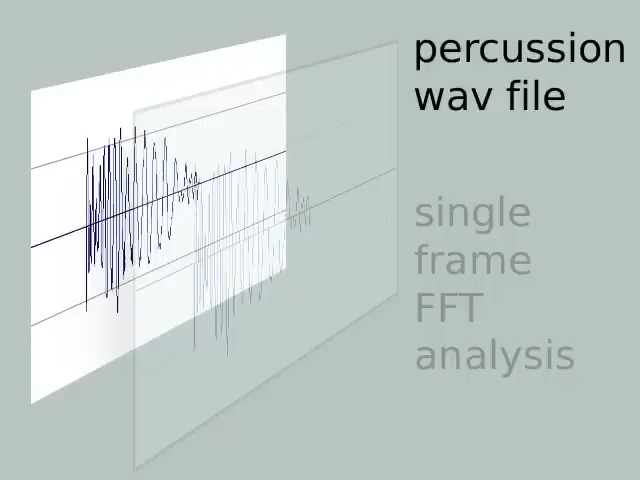 percussion
wav file
single
frame
FFT
analysis